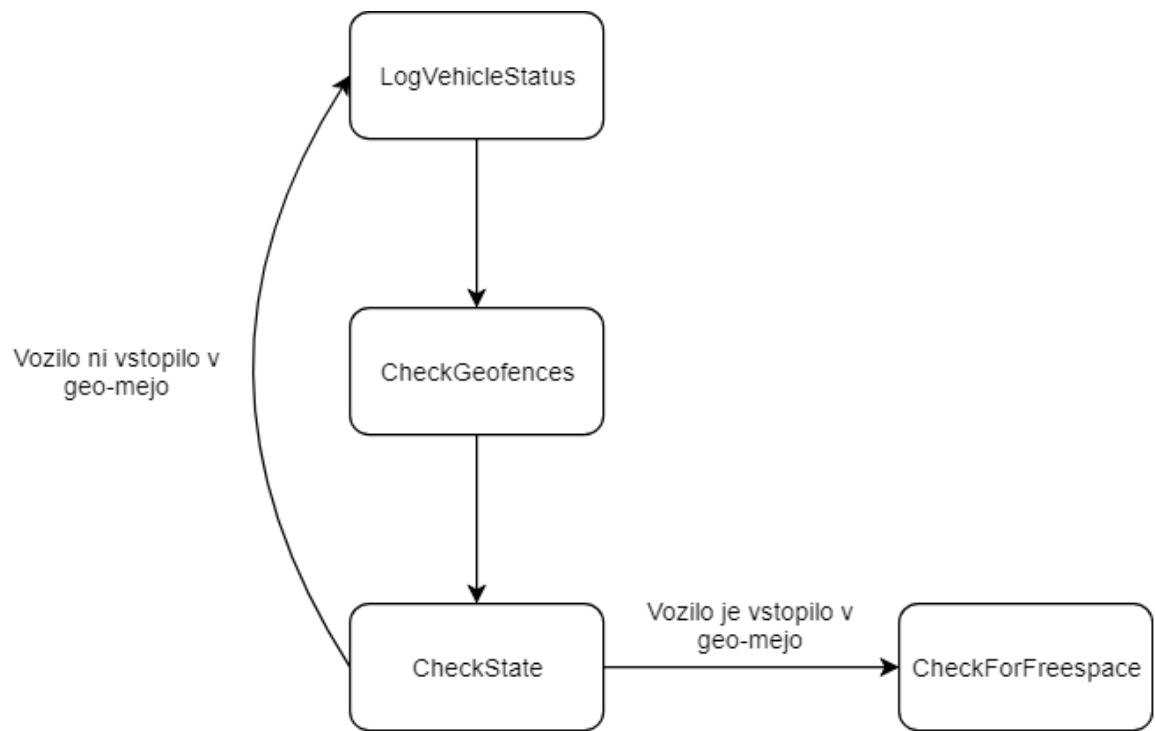 LogVehicleStatus
Vozilo ni vstopilo v
geo-mejo
CheckGeofences
Vozilo je vstopilo v
geo-mejo
CheckState
CheckForFreespace